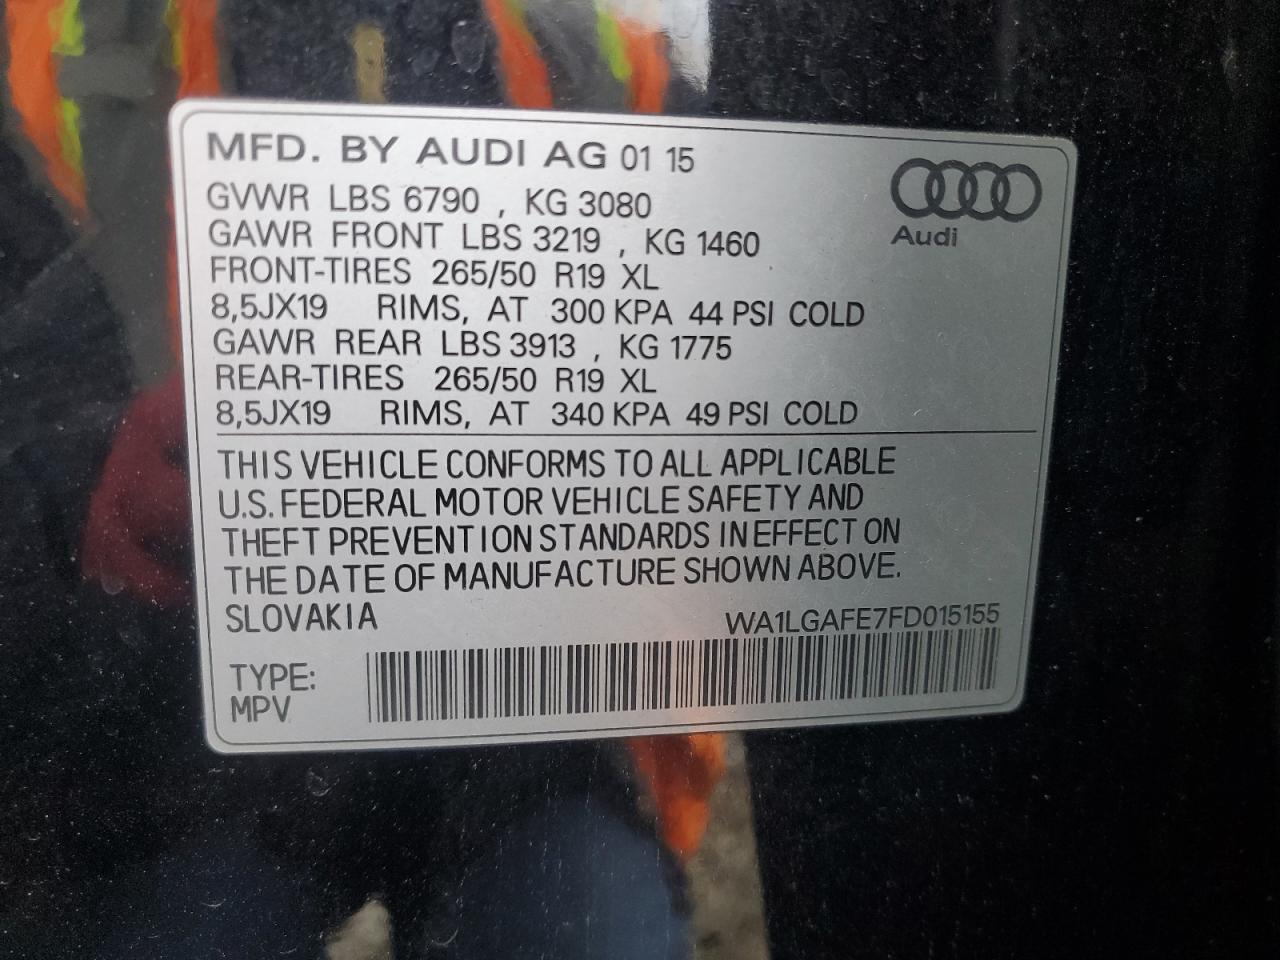 MFD. BY AUDI AG 01 15
GVWR LBS 6790 , KG 3080
GAWR FRONT LBS 3219 , KG 1460
FRONT-TIRES 265/50 R19 XL
8,5JX19 RIMS, AT 300 KPA 44 PSI COLD
GAWR REAR LBS 3913 , KG 1775
REAR-TIRES 265/50 R19 XL
8,5JX19 RIMS, AT 340 KPA 49 PSI COLD
Audi
THIS VEHICLE CONFORMS TO ALL APPLICABLE
U.S. FEDERAL MOTOR VEHICLE SAFETY AND
THEFT PREVENTION STANDARDS IN EFFECT ON
THE DATE OF MANUFACTURE SHOWN ABOVE.
SLOVAKIA WA1LGAFE7FD015155
TYPE:
MPV